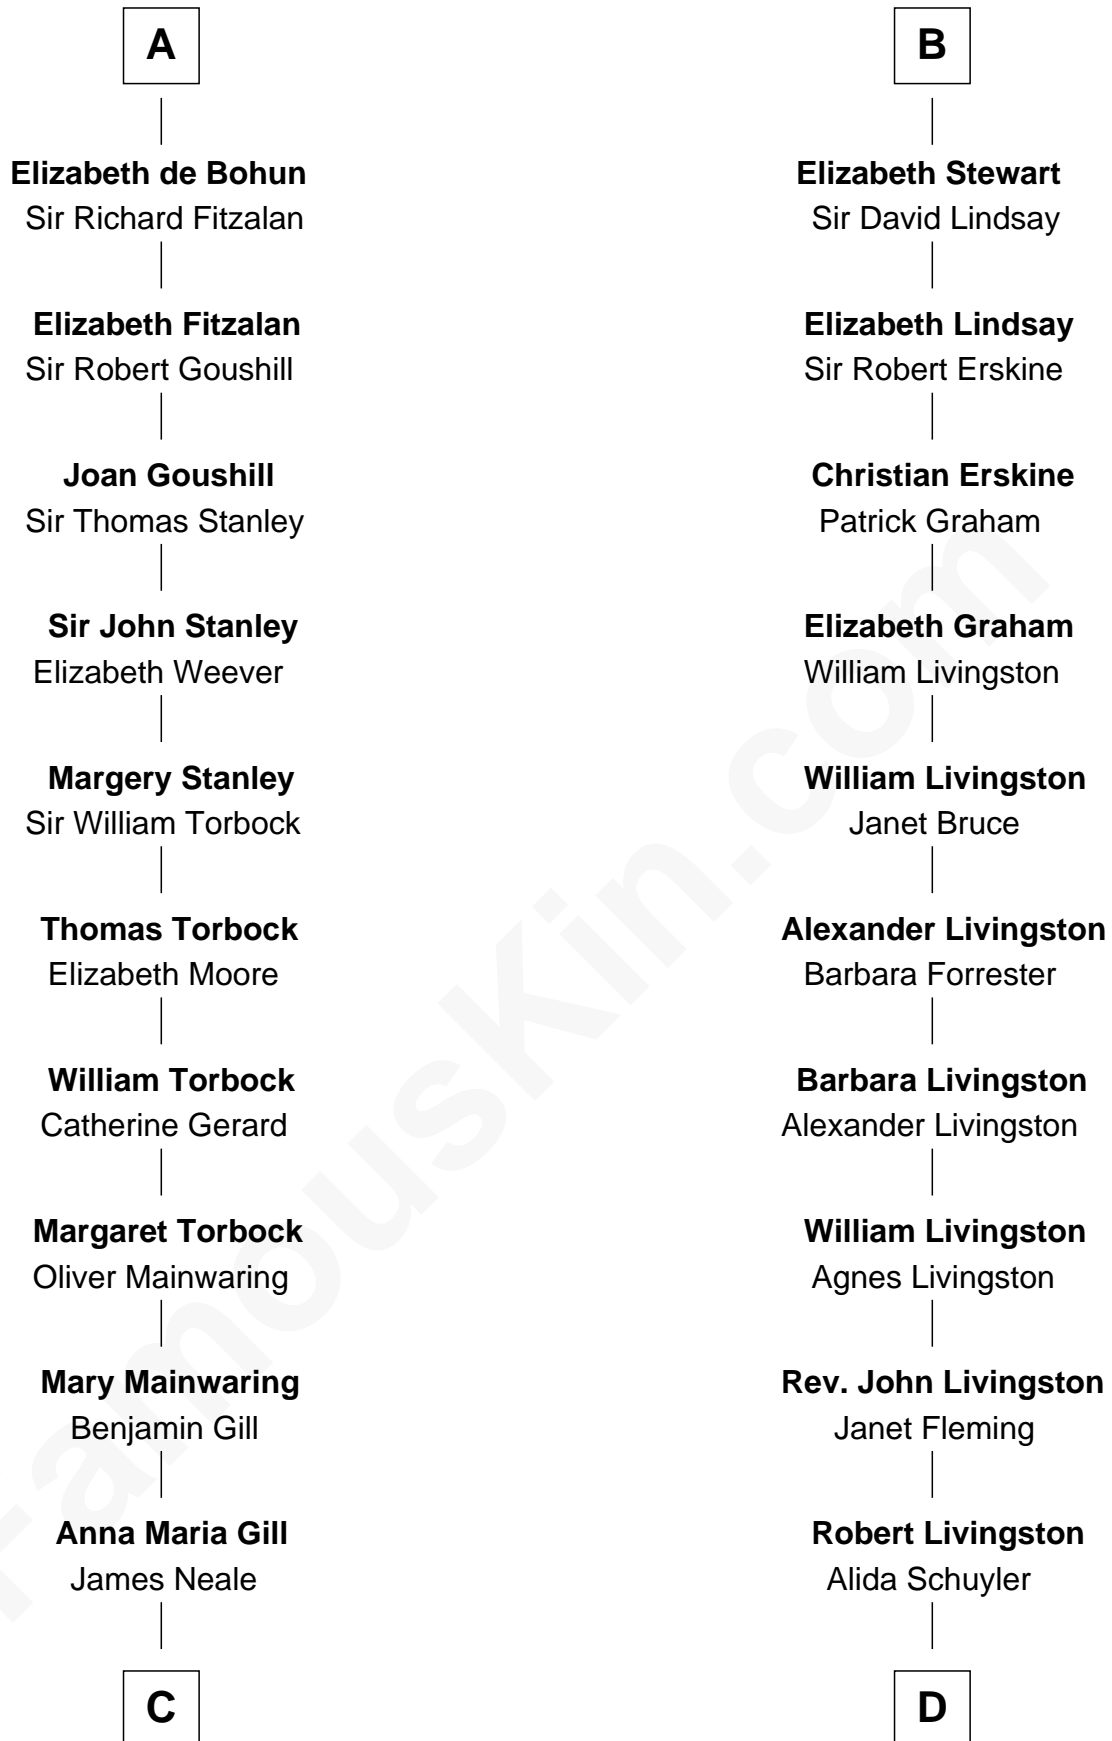 A
Elizabeth de Bohun
Sir Richard Fitzalan
Elizabeth Fitzalan
Sir Robert Goushill
Joan Goushill
Sir Thomas Stanley
Sir John Stanley
Elizabeth Weever
Margery Stanley
Sir William Torbock
Thomas Torbock
Elizabeth Moore
William Torbock
Catherine Gerard
Margaret Torbock
Oliver Mainwaring
Mary Mainwaring
Benjamin Gill
Anna Maria Gill
James Neale
C
B
Elizabeth Stewart
Sir David Lindsay
Elizabeth Lindsay
Sir Robert Erskine
Christian Erskine
Patrick Graham
Elizabeth Graham
William Livingston
William Livingston
Janet Bruce
Alexander Livingston
Barbara Forrester
Barbara Livingston
Alexander Livingston
William Livingston
Agnes Livingston
Rev. John Livingston
Janet Fleming
Robert Livingston
Alida Schuyler
D
FamousKin.com